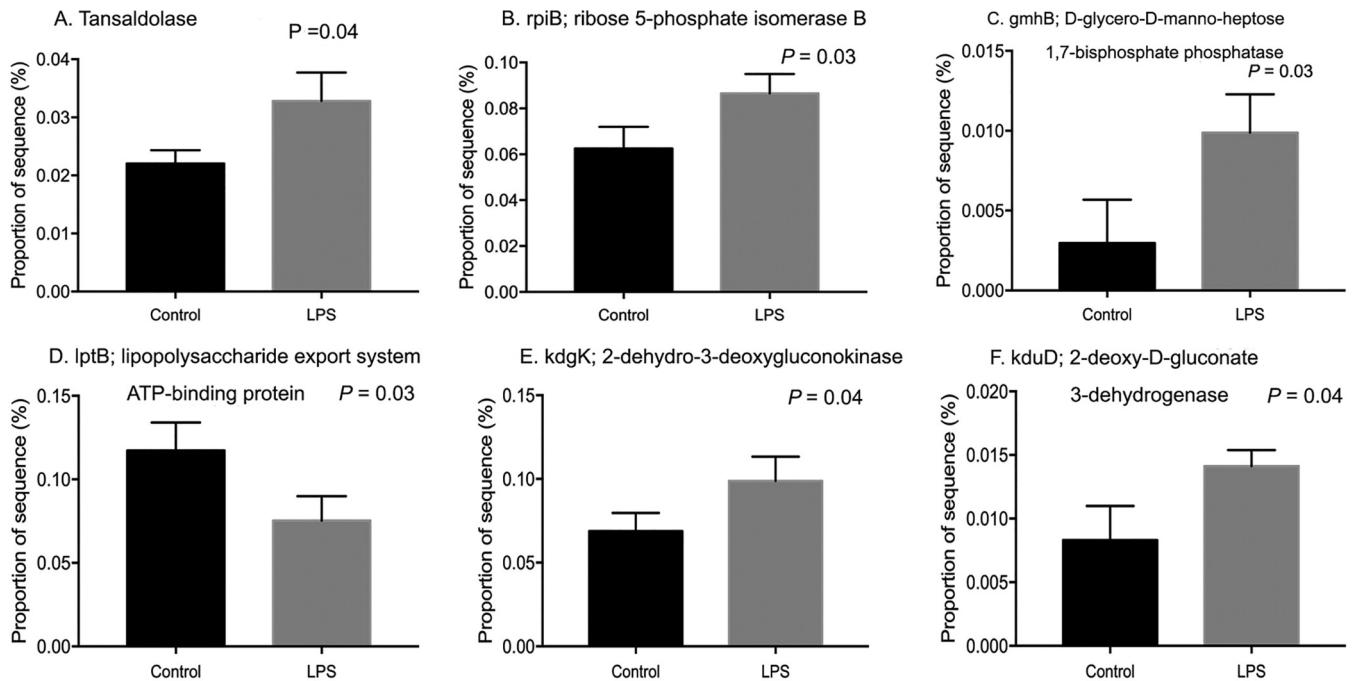 A. Tansaldolase
P =0.04
Proportion of sequence (%)
0.04
0.03
0.02
0.01
0.00
Control
LPS
B. rpiB; ribose 5-phosphate isomerase B
P = 0.03
Proportion of sequence (%)
0.10
0.08
0.06
0.04
0.02
0.00
Control
LPS
C. gmhB; D-glycero-D-manno-heptose
1,7-bisphosphate phosphatase
P = 0.03
Proportion of sequence (%)
0.015
0.010
0.005
0.000
Control
LPS
D. lptB; lipopolysaccharide export system
ATP-binding protein
P = 0.03
Proportion of sequence (%)
0.15
0.10
0.05
0.00
Control
LPS
E. kdgK; 2-dehydro-3-deoxygluconokinase
P = 0.04
Proportion of sequence (%)
0.15
0.10
0.05
0.00
Control
LPS
F. kduD; 2-deoxy-D-gluconate
3-dehydrogenase
P = 0.04
Proportion of sequence (%)
0.020
0.015
0.010
0.005
0.000
Control
LPS